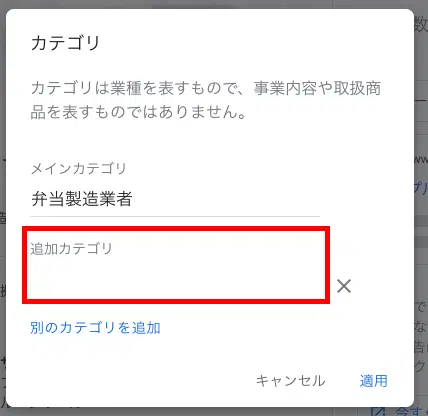 カテゴリ
カテゴリは業種を表すもので、事業内容や取扱商
品を表すものではありません。
メインカテゴリ
弁当製造業者
追加カテゴリ
別のカテゴリを追加
キャンセル
適用